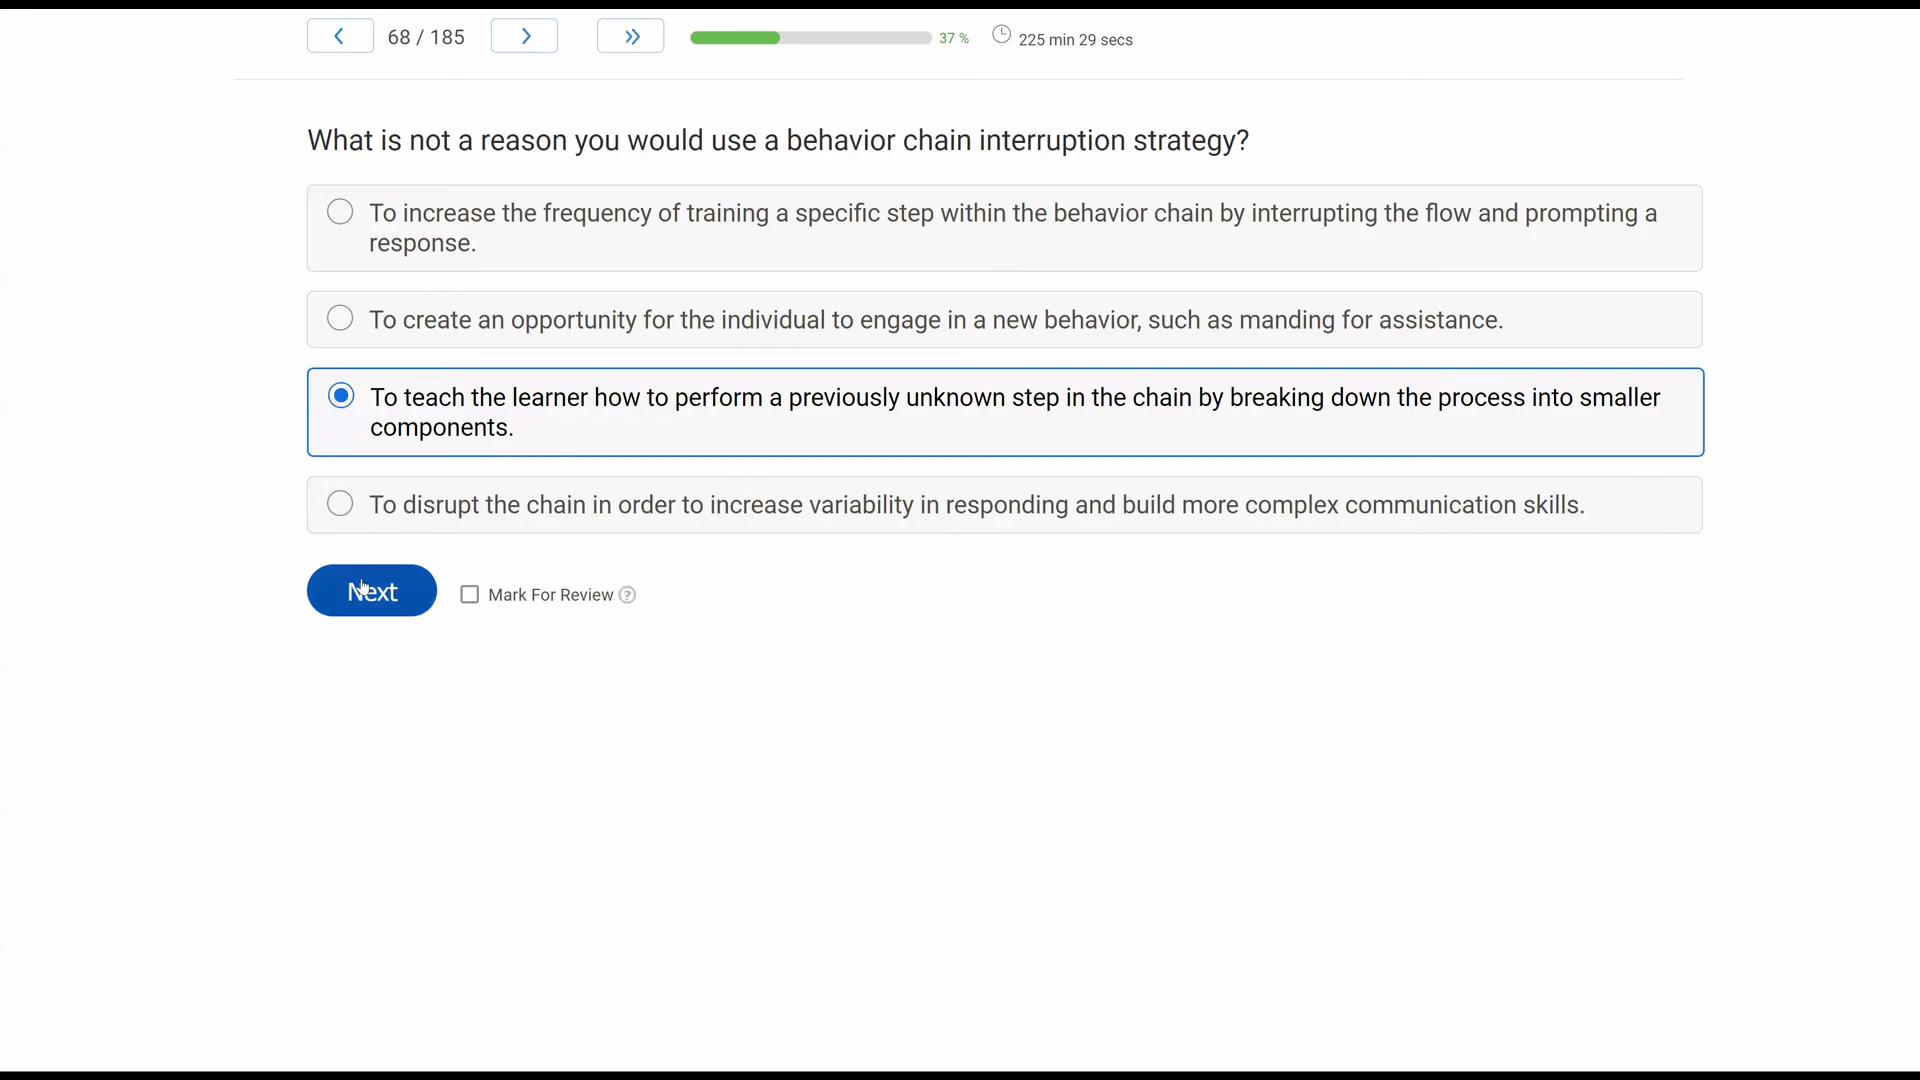 68 / 185
37 %
225 min 29 secs
What is not a reason you would use a behavior chain interruption strategy?
To increase the frequency of training a specific step within the behavior chain by interrupting the flow and prompting a
response.
To create an opportunity for the individual to engage in a new behavior, such as manding for assistance.
To teach the learner how to perform a previously unknown step in the chain by breaking down the process into smaller
components.
To disrupt the chain in order to increase variability in responding and build more complex communication skills.
Next
Mark For Review ?